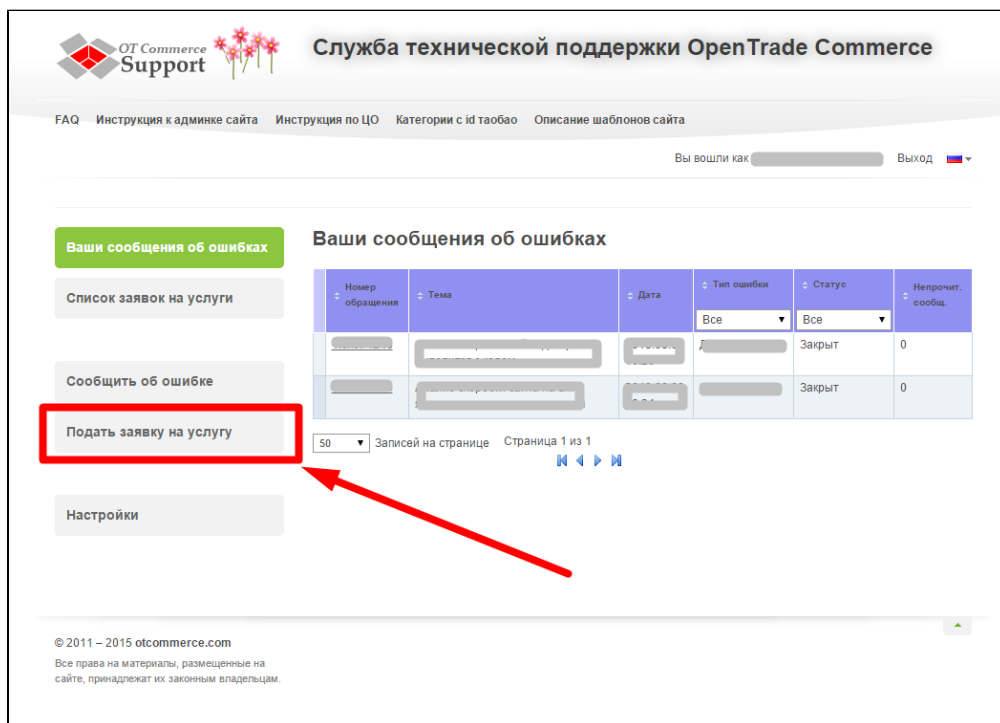 OT Commerce
Support
Служба технической поддержки OpenTrade Commerce
FAQ Инструкция к админке сайта Инструкция по ЦО Категории с id таобао Описание шаблонов сайта
Вы вошли как Выход
Ваши сообщения об ошибках
Список заявок на услуги
Сообщить об ошибке
Подать заявку на услугу
Настройки
Ваши сообщения об ошибках
Номер обращения Тема Дата Тип ошибки Статус Непрочит. сообщ.
Все Все
Закрыт 0
Закрыт 0
50 Записей на странице Страница 1 из 1
© 2011 – 2015 otcommerce.com
Все права на материалы, размещенные на
сайте, принадлежат их законным владельцам.